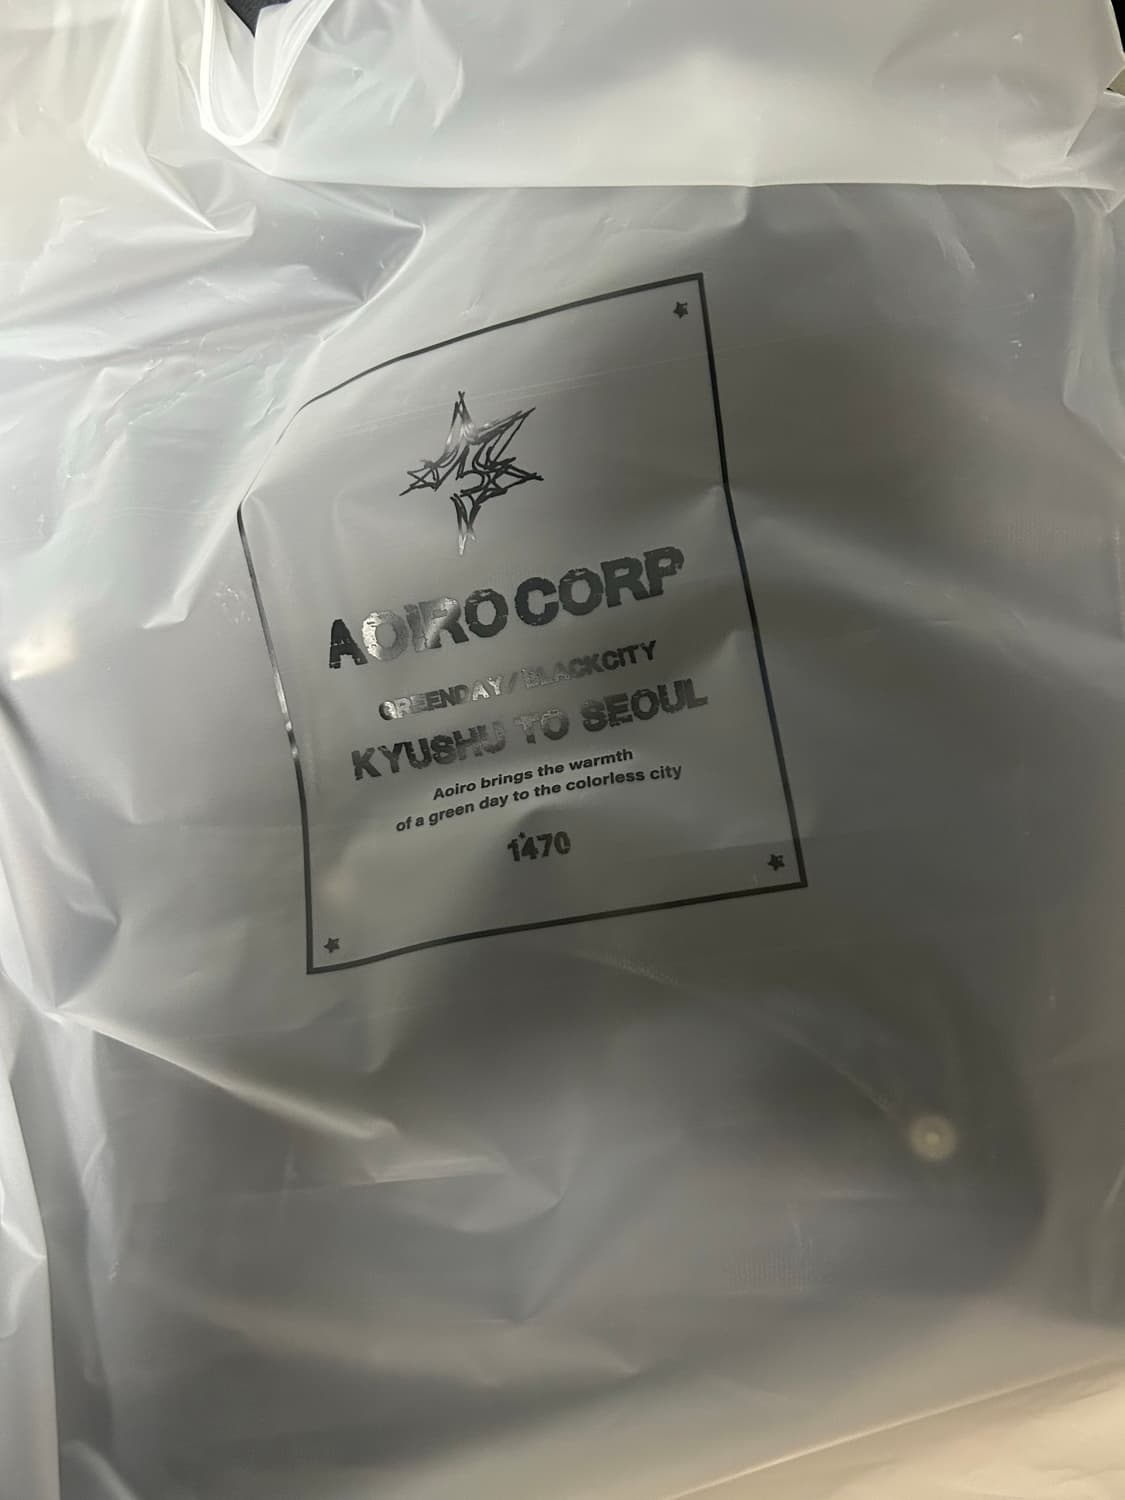 AOIRO CORP
GREENDAY/BLACKCITY
KYUSHU TO SEOUL
Aoiro brings the warmth
of a green day to the colorless city
1470